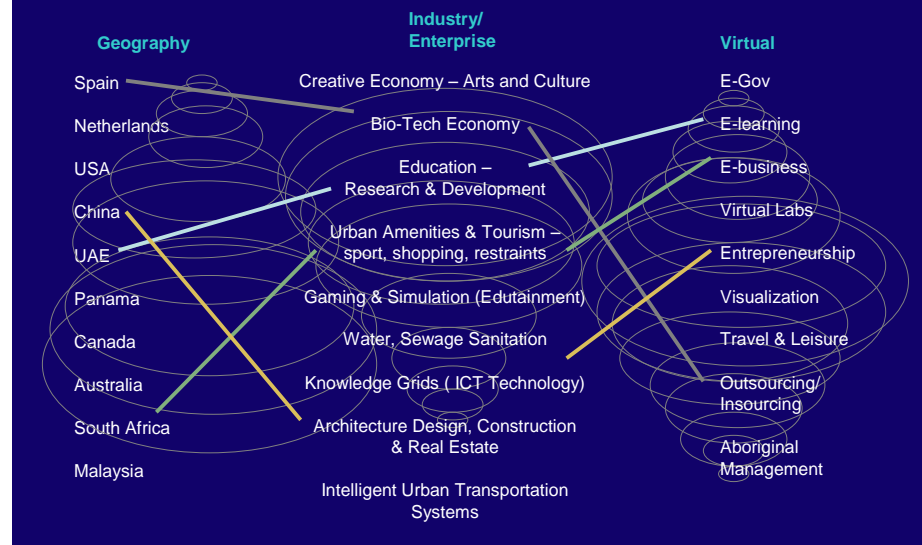 Geography
Spain
Netherlands
USA
China
UAE
Panama
Canada
Australia
South Africa
Malaysia
Industry/
Enterprise
Creative Economy – Arts and Culture
Bio-Tech Economy
Education –
Research & Development
Urban Amenities & Tourism –
sport, shopping, restraints
Gaming & Simulation (Edutainment)
Water, Sewage Sanitation
Knowledge Grids ( ICT Technology)
Architecture Design, Construction
& Real Estate
Intelligent Urban Transportation
Systems
Virtual
E-Gov
E-learning
E-business
Virtual Labs
Entrepreneurship
Visualization
Travel & Leisure
Outsourcing/
Insourcing
Aboriginal
Management